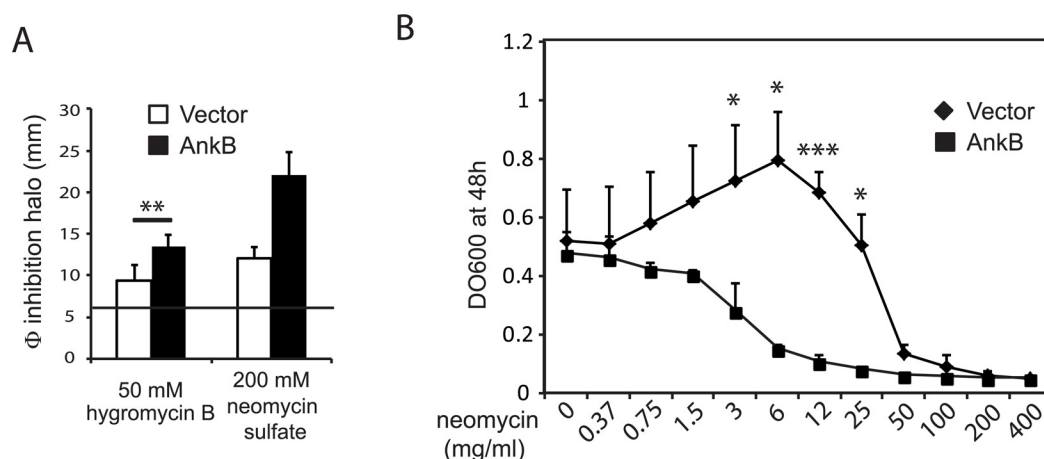 A
Φ inhibition halo (mm)
30
25
20
15
10
5
0
Vector
AnkB
**
50 mM
hygromycin B
200 mM
neomycin
sulfate
B
DO600 at 48h
1.2
1
0.8
0.6
0.4
0.2
0
*
*
***
*
Vector
AnkB
neomycin
(mg/ml)
0
0.37
0.75
1.5
3
6
12
25
50
100
200
400